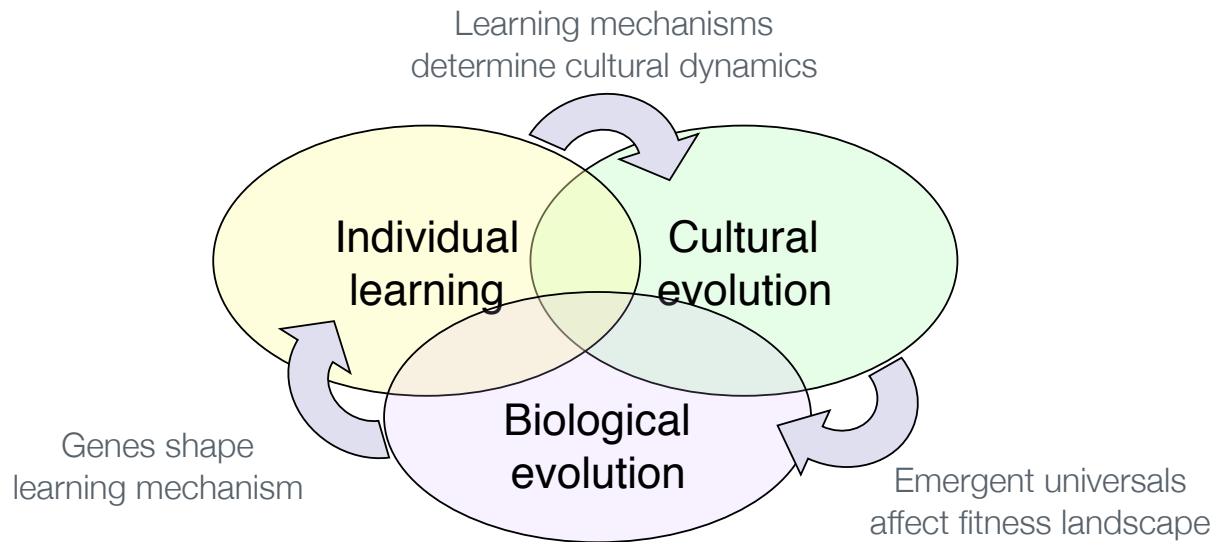 Learning mechanisms
determine cultural dynamics
Individual
learning
Cultural
evolution
Biological
evolution
Genes shape
learning mechanism
Emergent universals
affect fitness landscape